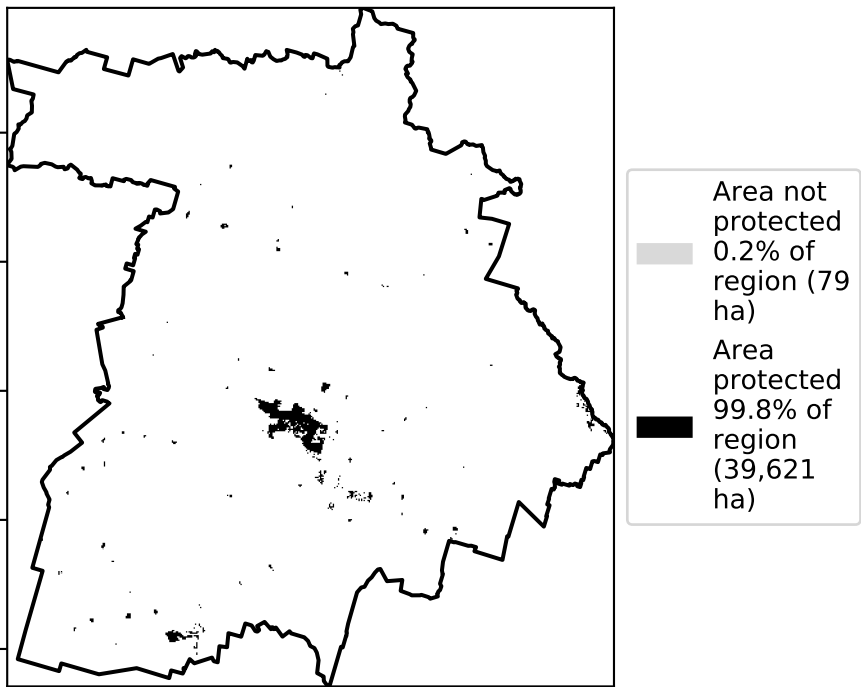 Area not
protected
0.2% of
region (79
ha)
Area
protected
99.8% of
region
(39,621
ha)